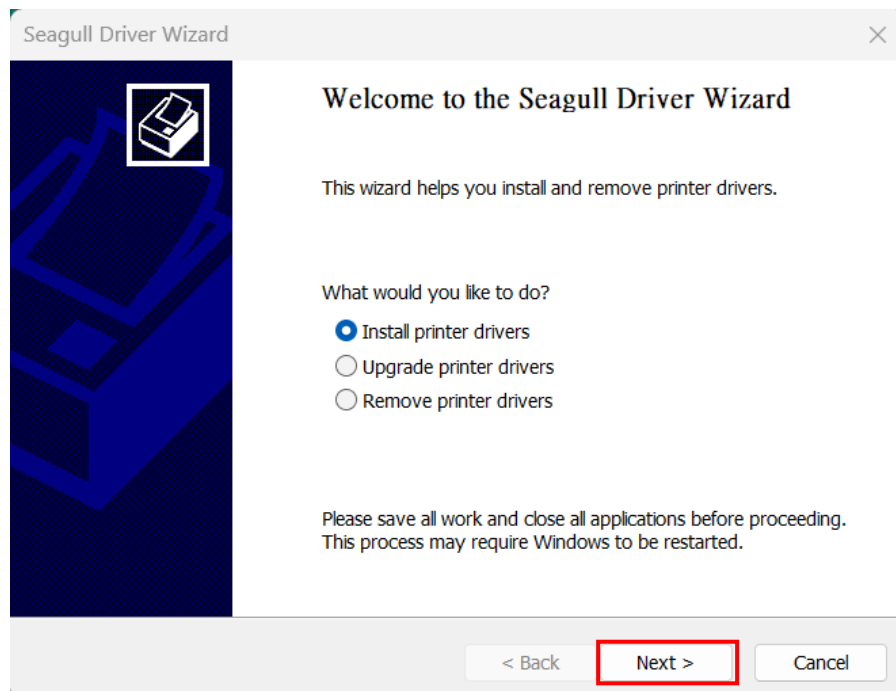 Seagull Driver Wizard
Welcome to the Seagull Driver Wizard
This wizard helps you install and remove printer drivers.
What would you like to do?
Install printer drivers
Upgrade printer drivers
Remove printer drivers
Please save all work and close all applications before proceeding.
This process may require Windows to be restarted.
< Back
Next >
Cancel